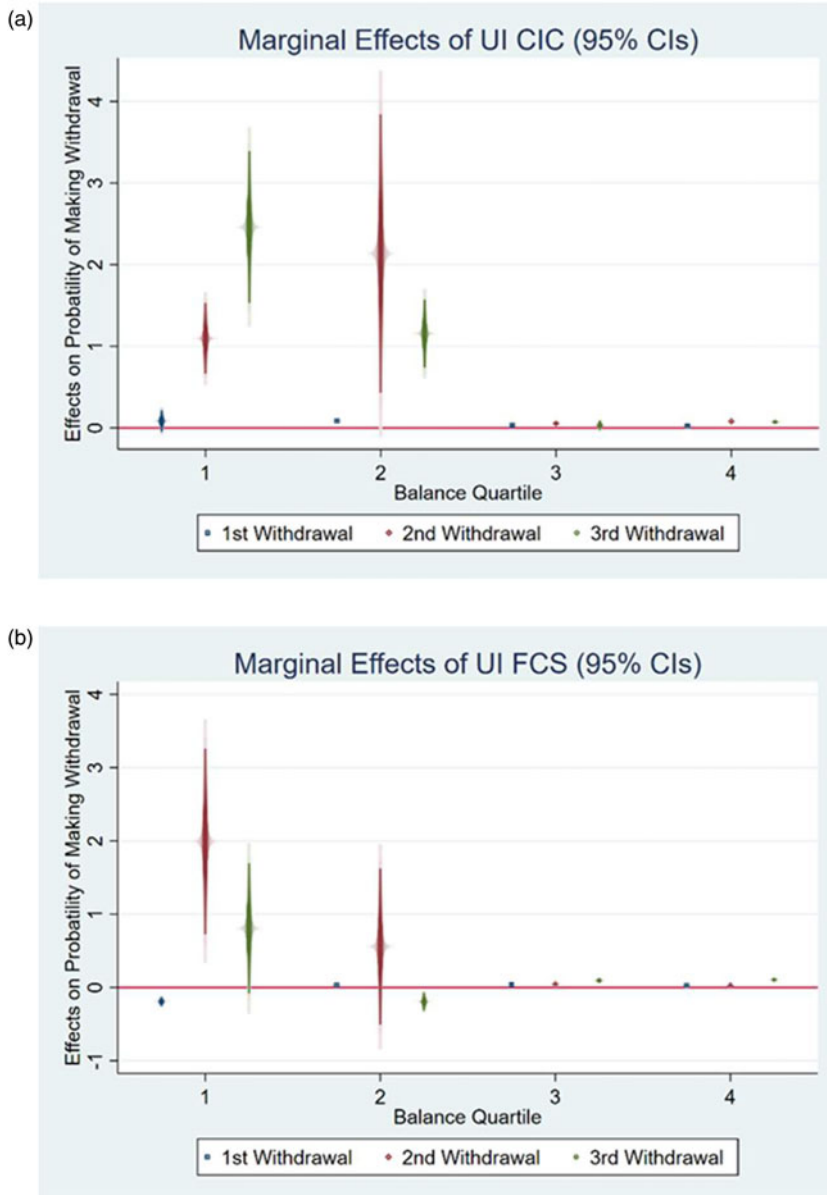 (a)
Marginal Effects of UI CIC (95% CIs)
Effects on Probatility of Making Withdrawal
4
3
2
1
0
1 2 3 4
Balance Quartile
1st Withdrawal 2nd Withdrawal 3rd Withdrawal
(b)
Marginal Effects of UI FCS (95% CIs)
Effects on Probatility of Making Withdrawal
4
3
2
1
0
-1
1 2 3 4
Balance Quartile
1st Withdrawal 2nd Withdrawal 3rd Withdrawal